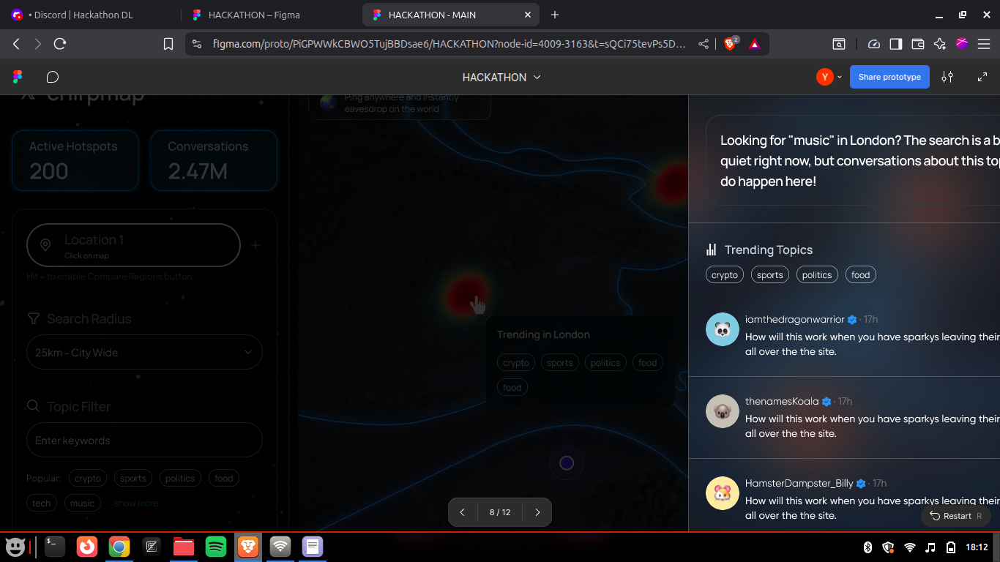 • Discord | Hackathon DL
HACKATHON – Figma
HACKATHON - MAIN
figma.com/proto/PiGPWWkCBWO5TujBBDsae6/HACKATHON?node-id=4009-3163&t=sQCi75tevPs5D...
2
HACKATHON
Y
Share prototype
chirpmap
Active Hotspots
200
Conversations
2.47M
Location 1
Click on map
Hit + to enable Compare Regions button
Search Radius
25km - City Wide
Topic Filter
Enter keywords
Popular: crypto sports politics food
tech music show more
Ping anywhere and instantly
eavesdrop on the world
Trending in London
crypto sports politics food
food
8 / 12
Looking for "music" in London? The search is a b
quiet right now, but conversations about this top
do happen here!
Trending Topics
crypto sports politics food
iamthedragonwarrior · 17h
How will this work when you have sparkys leaving their
all over the the site.
thenamesKoala · 17h
How will this work when you have sparkys leaving their
all over the the site.
HamsterDampster_Billy · 17h
How will this work when you have sparkys leaving their
all over the the site.
Restart R
18:12